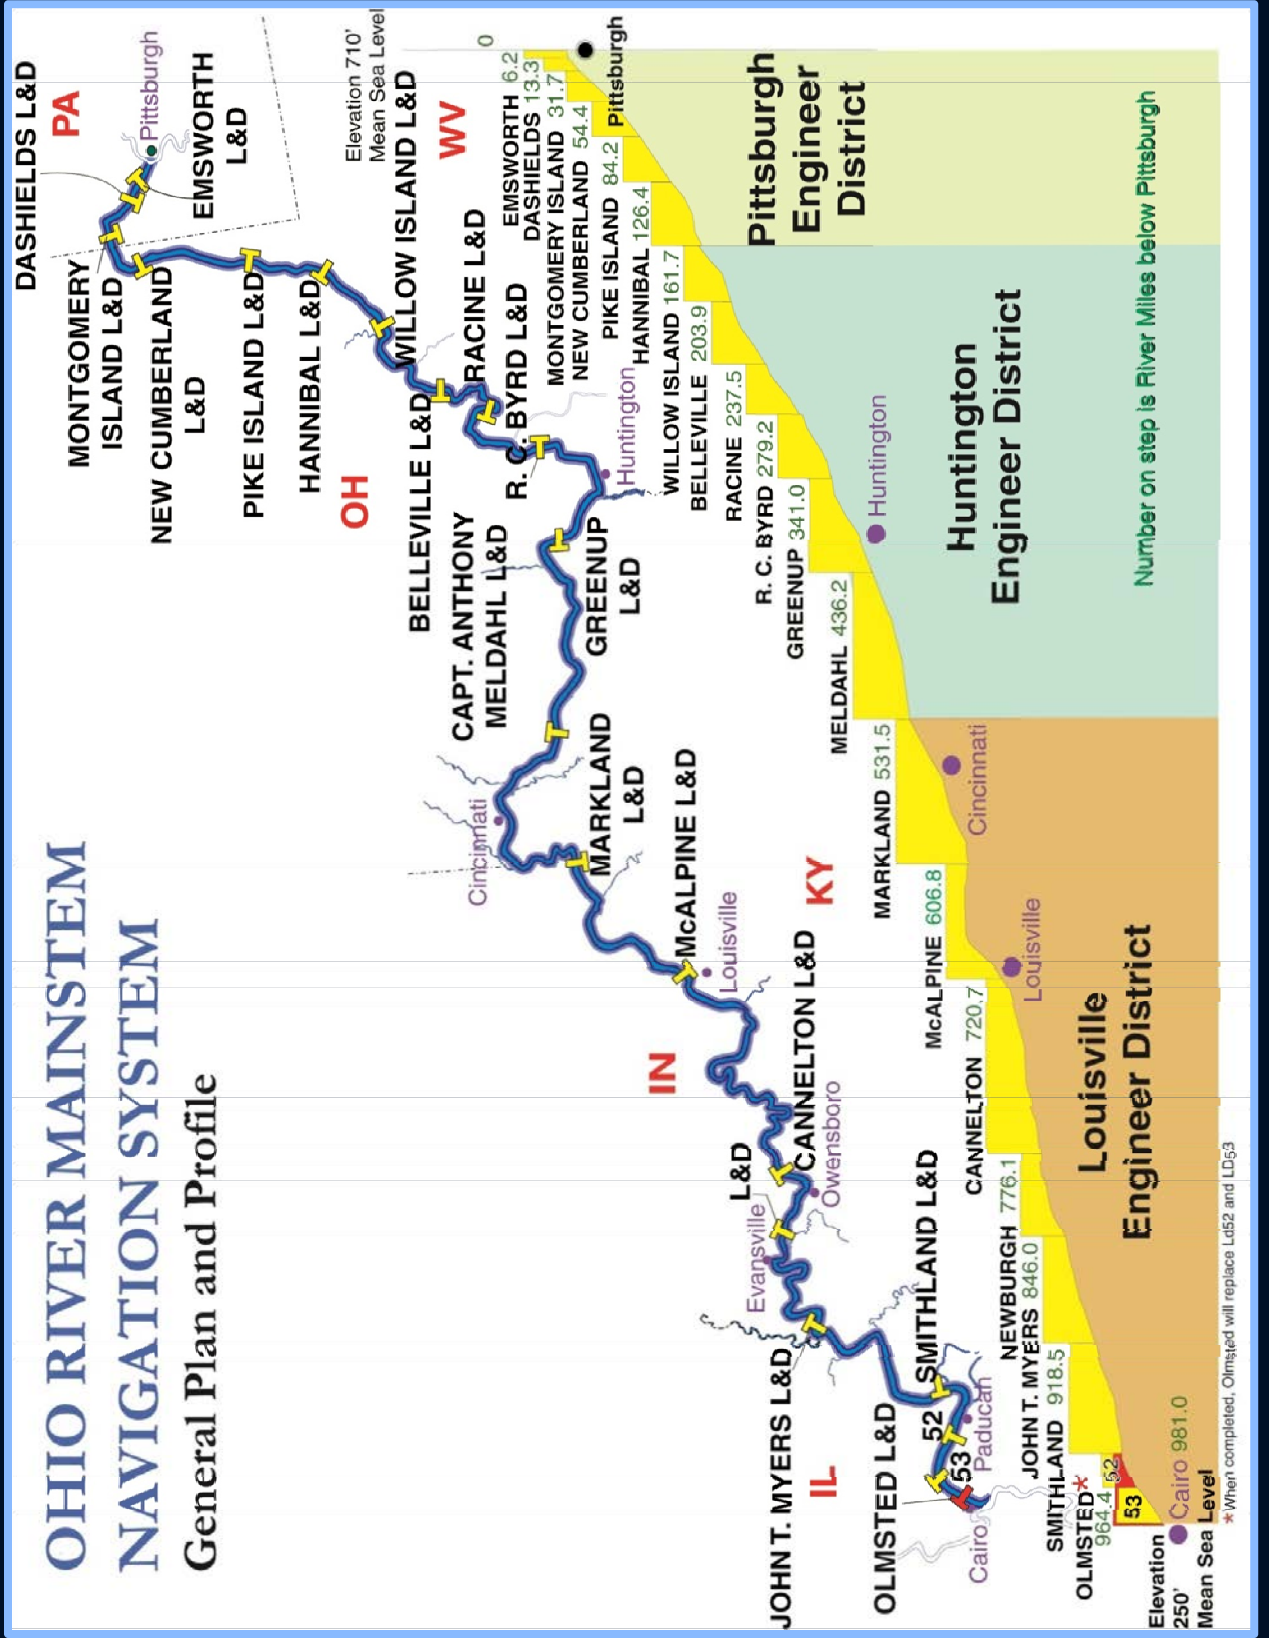 OHIO RIVER MAINSTEM
NAVIGATION SYSTEM
General Plan and Profile
DASHIELDS L&D
PA
Pittsburgh
EMSWORTH
L&D
MONTGOMERY
ISLAND L&D
NEW CUMBERLAND
L&D
PIKE ISLAND L&D
HANNIBAL L&D
OH
WILLOW ISLAND L&D
WV
BELLEVILLE L&D
RACINE L&D
R. C. BYRD L&D
Huntington
CAPT. ANTHONY
MELDAHL L&D
GREENUP
L&D
Cincinnati
MARKLAND
L&D
McALPINE L&D
Louisville
KY
IN
CANNELTON L&D
Owensboro
L&D
Evansville
JOHN T. MYERS L&D
IL
SMITHLAND L&D
52
53
Paducah
OLMSTED L&D
Cairo
Elevation 710'
Mean Sea Level
0
EMSWORTH 6.2
DASHIELDS 13.3
MONTGOMERY ISLAND 31.7
NEW CUMBERLAND 54.4
PIKE ISLAND 84.2
HANNIBAL 126.4
WILLOW ISLAND 161.7
BELLEVILLE 203.9
RACINE 237.5
R. C. BYRD 279.2
GREENUP 341.0
MELDAHL 436.2
MARKLAND 531.5
McALPINE 606.8
CANNELTON 720.7
NEWBURGH 776.1
JOHN T. MYERS 846.0
SMITHLAND 918.5
OLMSTED*
964.4
52
53
Pittsburgh
Pittsburgh
Engineer
District
Huntington
Huntington
Engineer District
Cincinnati
Louisville
Louisville
Engineer District
Cairo 981.0
Elevation
250'
Mean Sea Level
Number on step is River Miles below Pittsburgh
*When completed, Olmsted will replace Ld52 and LD53